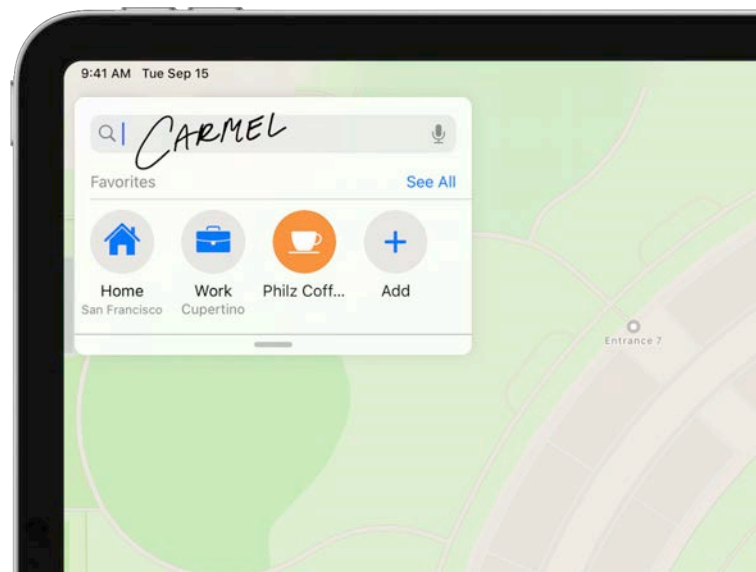 9:41 AM Tue Sep 15
CARMEL
Favorites See All
Home Work Philz Coff... Add
San Francisco Cupertino
Entrance 7